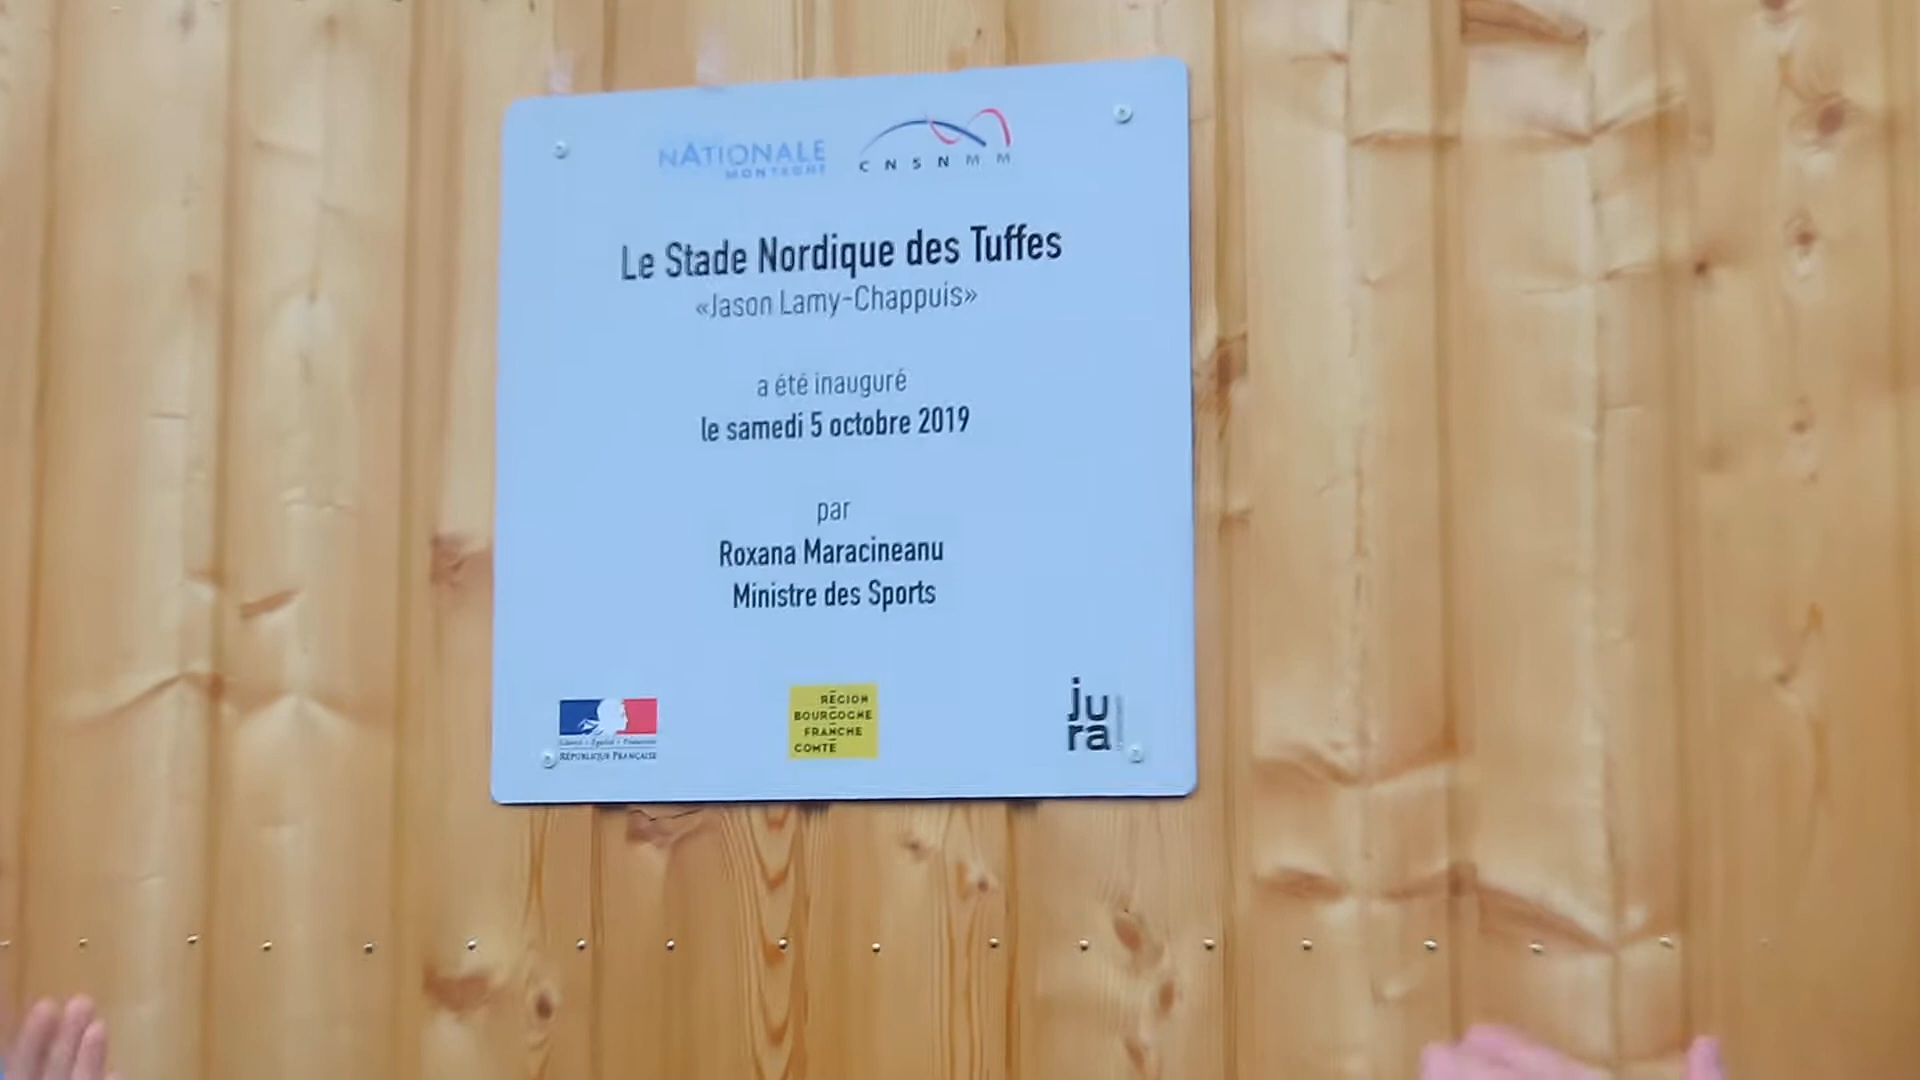 NATIONALE
MONTAGNE
CNSNMM
Le Stade Nordique des Tuffes
«Jason Lamy-Chappuis»
a été inauguré
le samedi 5 octobre 2019
par
Roxana Maracineanu
Ministre des Sports
Liberté • Égalité • Fraternité
RÉPUBLIQUE FRANÇAISE
RÉGION
BOURGOGNE
FRANCHE
COMTÉ
ju
ra